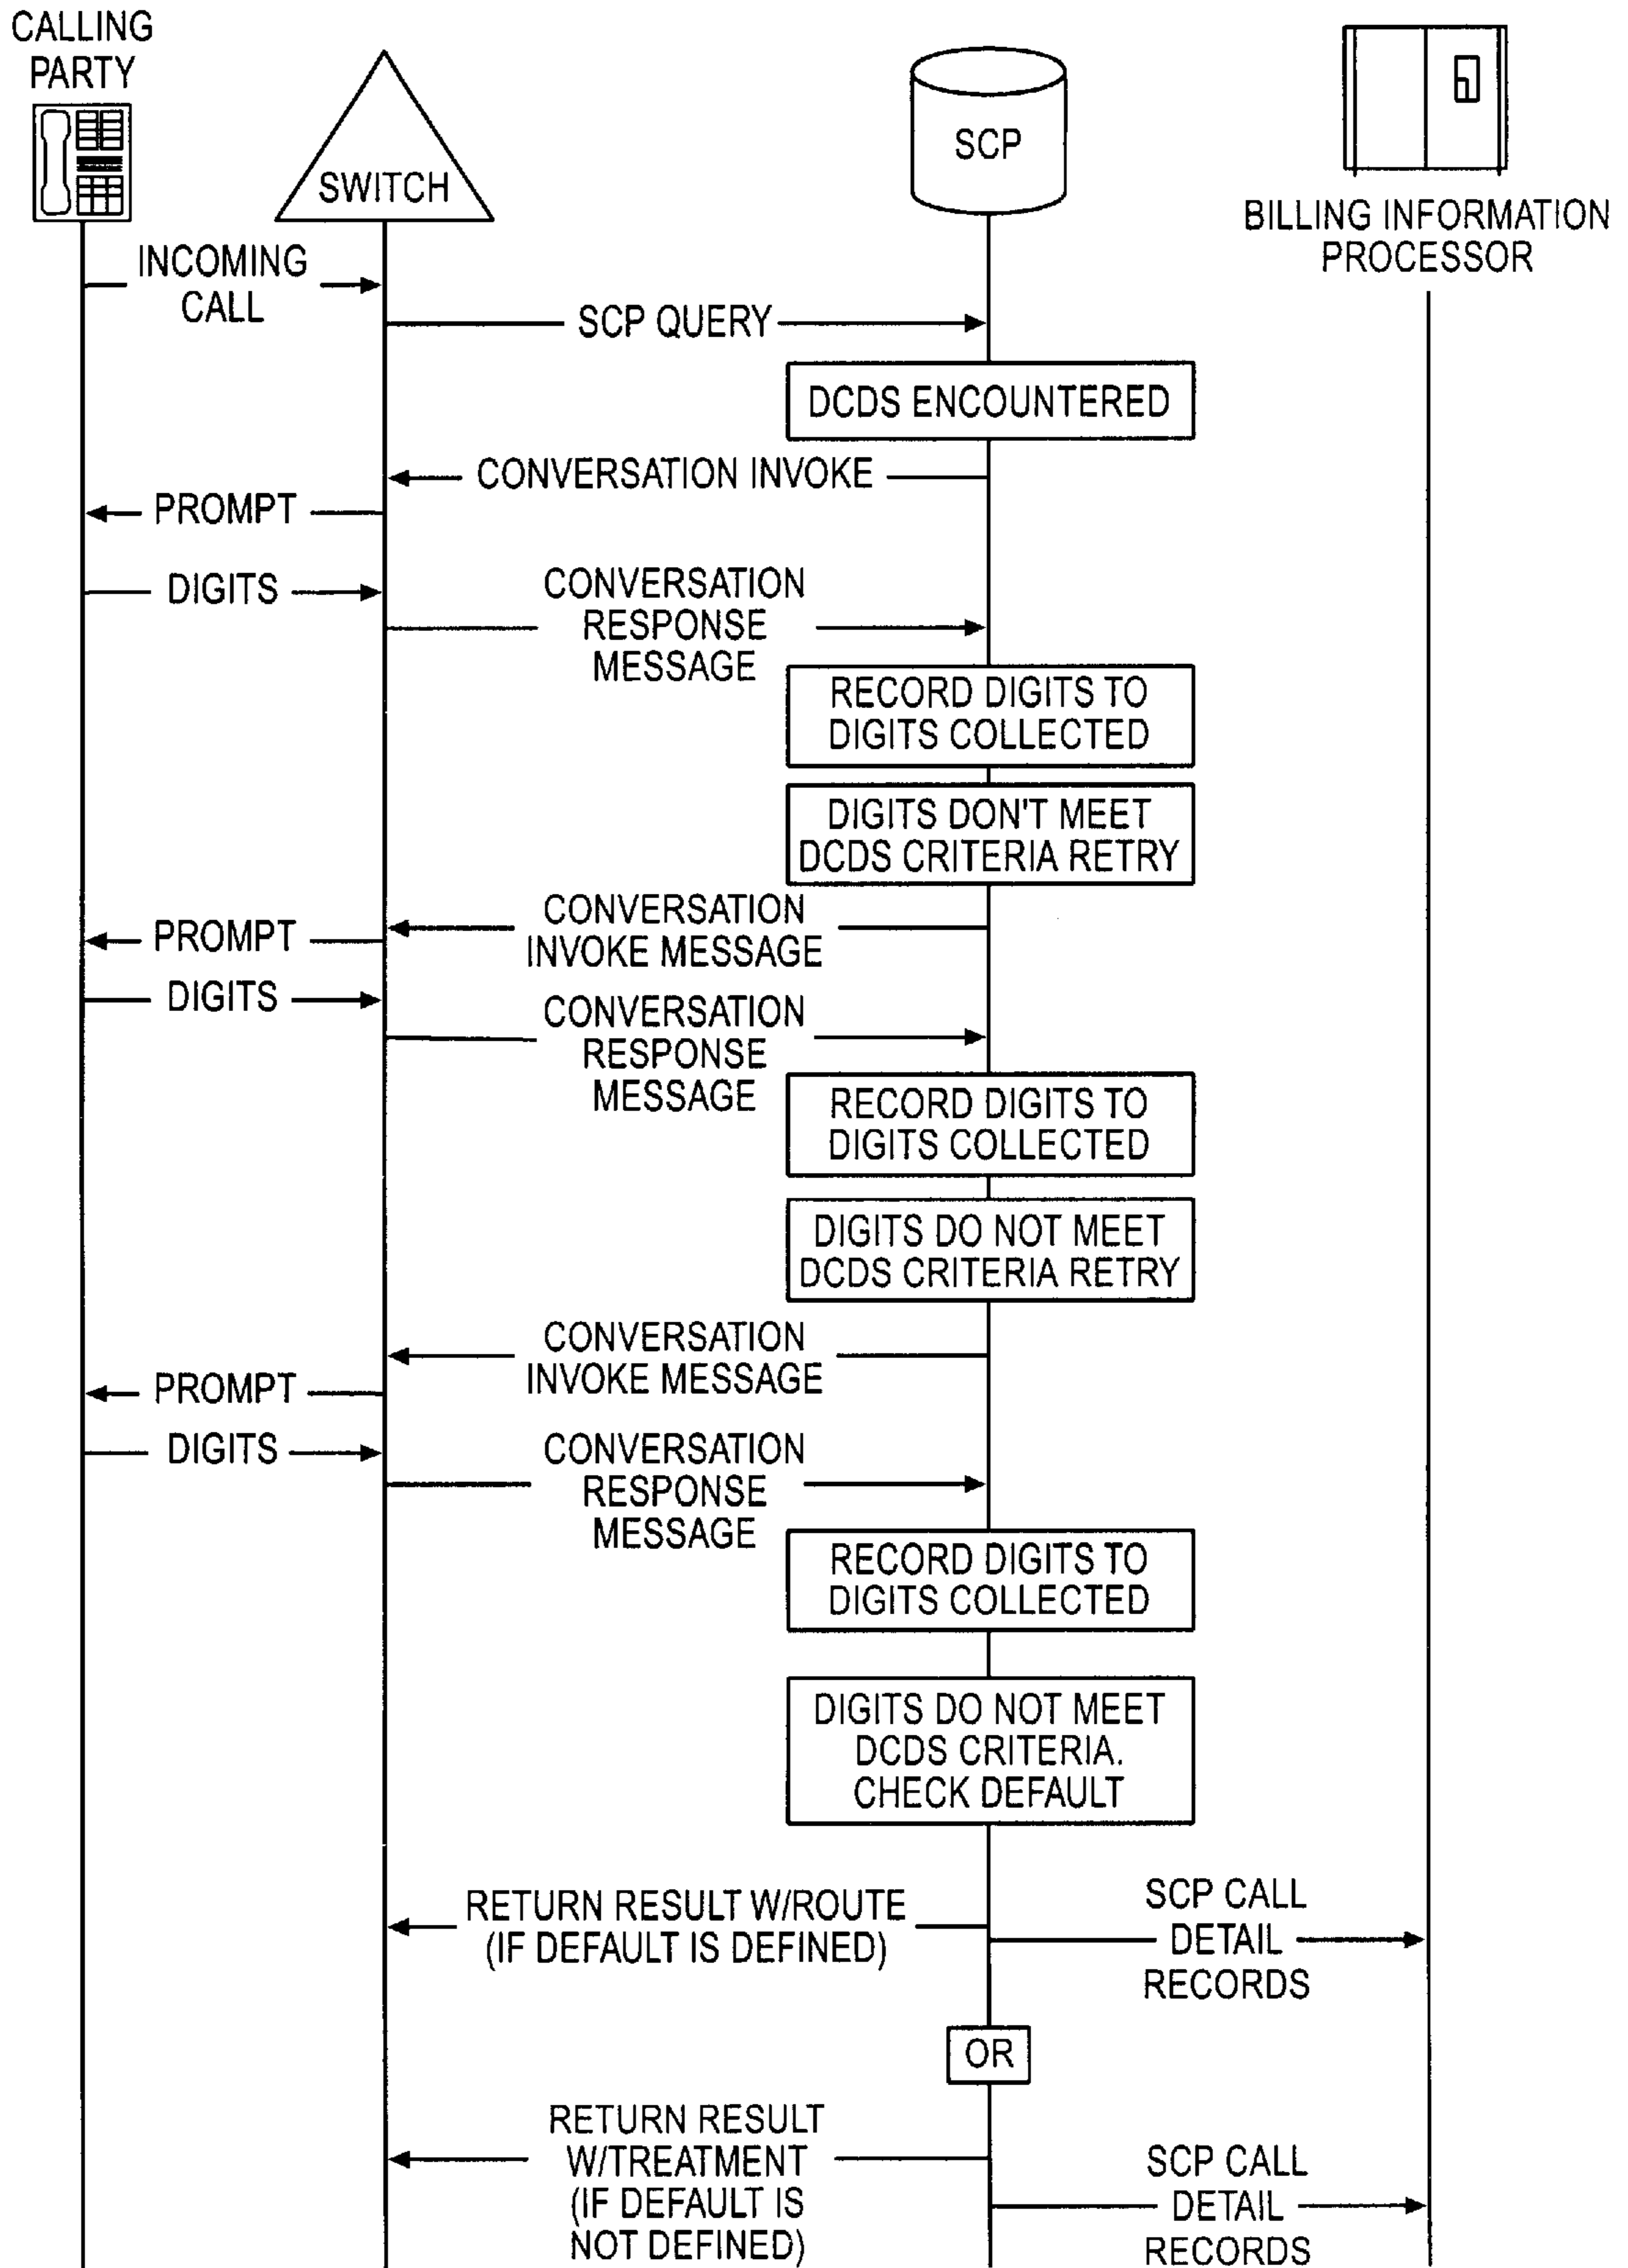 CALLING
PARTY
SWITCH
SCP
BILLING INFORMATION
PROCESSOR
INCOMING
CALL
SCP QUERY
DCDS ENCOUNTERED
CONVERSATION INVOKE
PROMPT
DIGITS
CONVERSATION
RESPONSE
MESSAGE
RECORD DIGITS TO
DIGITS COLLECTED
DIGITS DON'T MEET
DCDS CRITERIA RETRY
CONVERSATION
INVOKE MESSAGE
PROMPT
DIGITS
CONVERSATION
RESPONSE
MESSAGE
RECORD DIGITS TO
DIGITS COLLECTED
DIGITS DO NOT MEET
DCDS CRITERIA RETRY
CONVERSATION
INVOKE MESSAGE
PROMPT
DIGITS
CONVERSATION
RESPONSE
MESSAGE
RECORD DIGITS TO
DIGITS COLLECTED
DIGITS DO NOT MEET
DCDS CRITERIA.
CHECK DEFAULT
RETURN RESULT W/ROUTE
(IF DEFAULT IS DEFINED)
SCP CALL
DETAIL
RECORDS
OR
RETURN RESULT
W/TREATMENT
(IF DEFAULT IS
NOT DEFINED)
SCP CALL
DETAIL
RECORDS